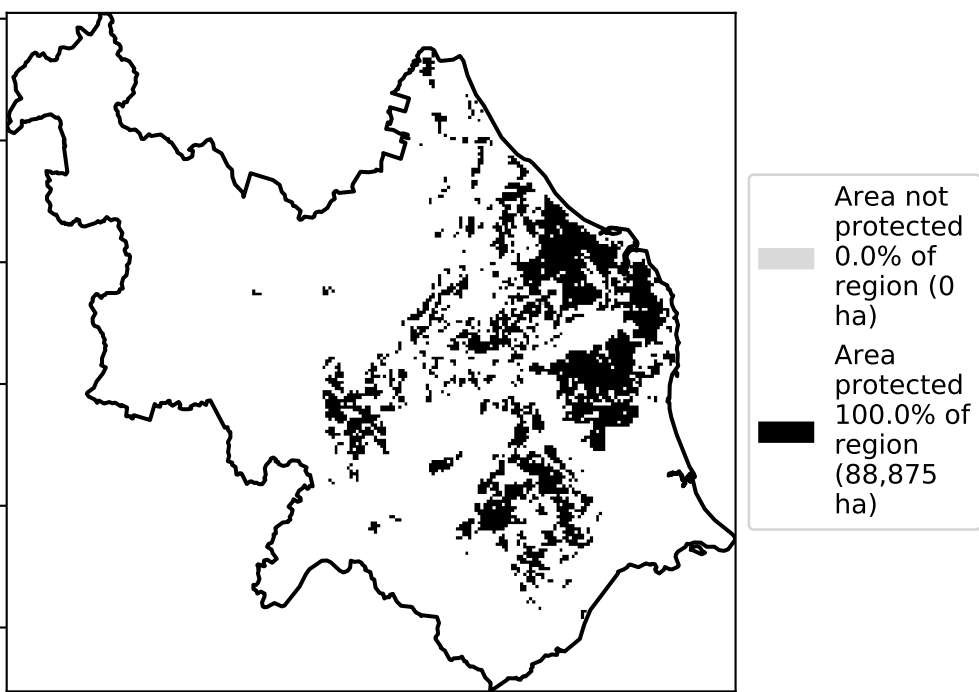 Area not
protected
0.0% of
region (0
ha)
Area
protected
100.0% of
region
(88,875
ha)